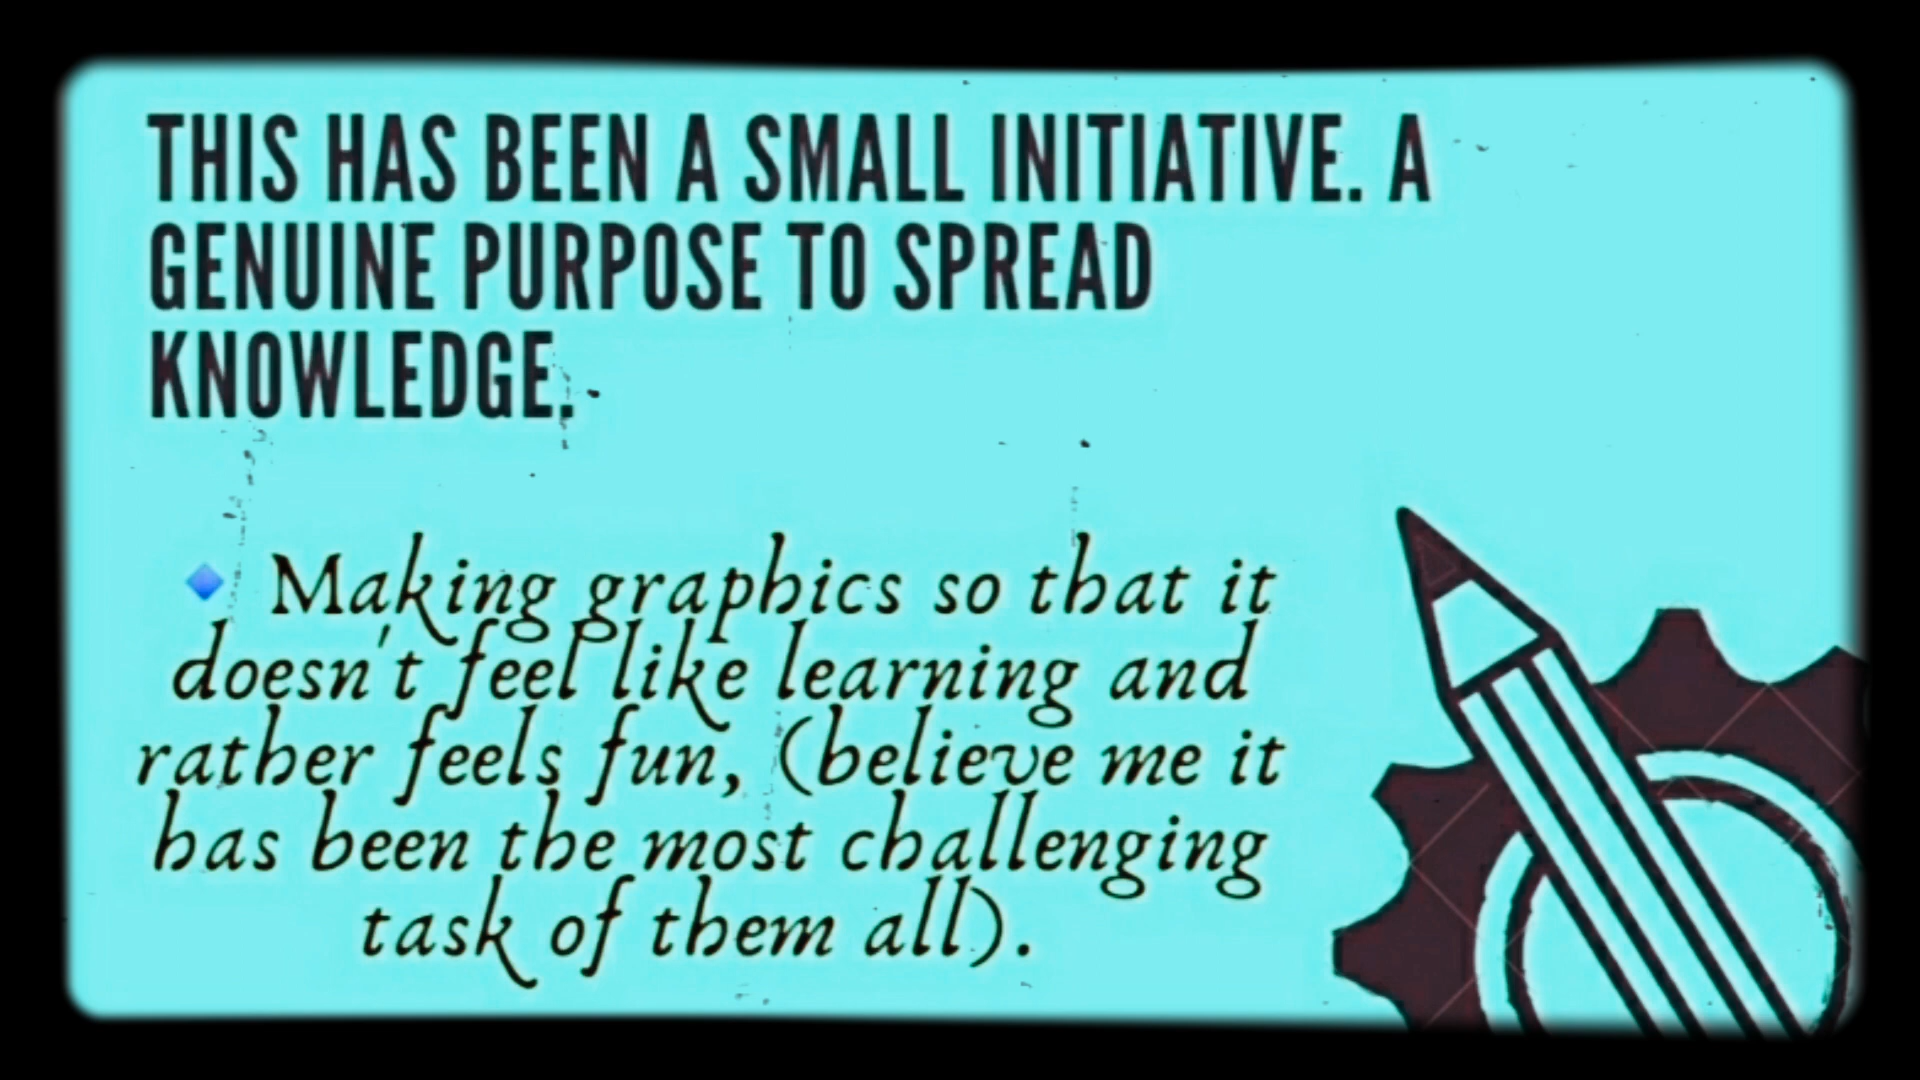 THIS HAS BEEN A SMALL INITIATIVE. A
GENUINE PURPOSE TO SPREAD
KNOWLEDGE.
Making graphics so that it
doesn't feel like learning and
rather feels fun, (believe me it
has been the most challenging
task of them all).